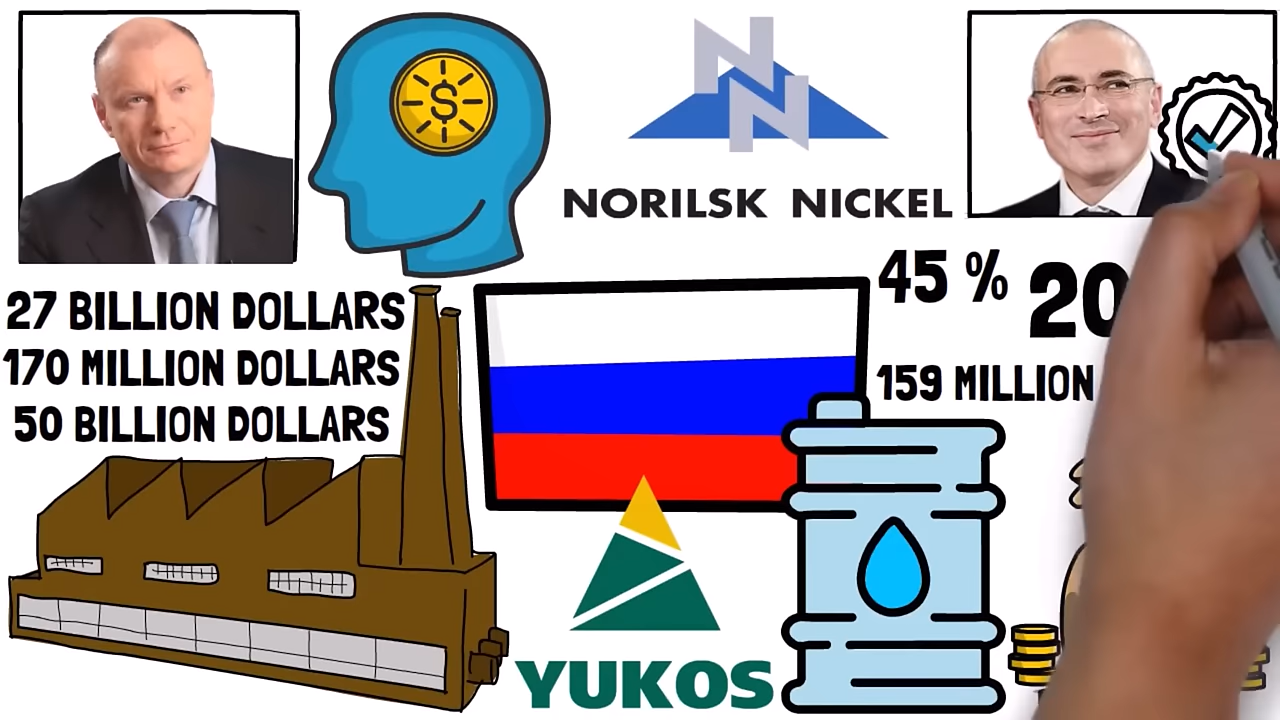 NORILSK NICKEL
27 BILLION DOLLARS
170 MILLION DOLLARS
50 BILLION DOLLARS
45 %
20
159 MILLION
YUKOS